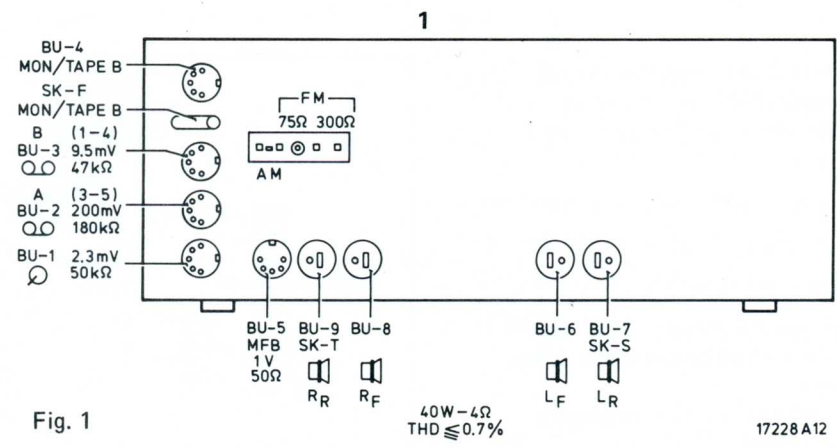 1
BU-4
MON/TAPE B
SK-F
MON/TAPE B
B (1-4)
BU-3 9.5mV
47kΩ
A (3-5)
BU-2 200mV
180kΩ
BU-1 2.3mV
50kΩ
FM
75Ω 300Ω
AM
BU-5 BU-9 BU-8 BU-6 BU-7
MFB SK-T SK-S
1V
50Ω
RR RF LF LR
40W-4Ω
THD ≦ 0.7%
Fig. 1
17228A12